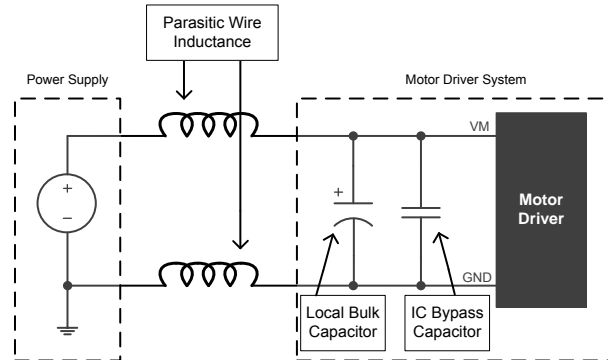 Parasitic Wire
Inductance
Power Supply
Motor Driver System
VM
+
–
+
Motor
Driver
GND
Local Bulk
Capacitor
IC Bypass
Capacitor